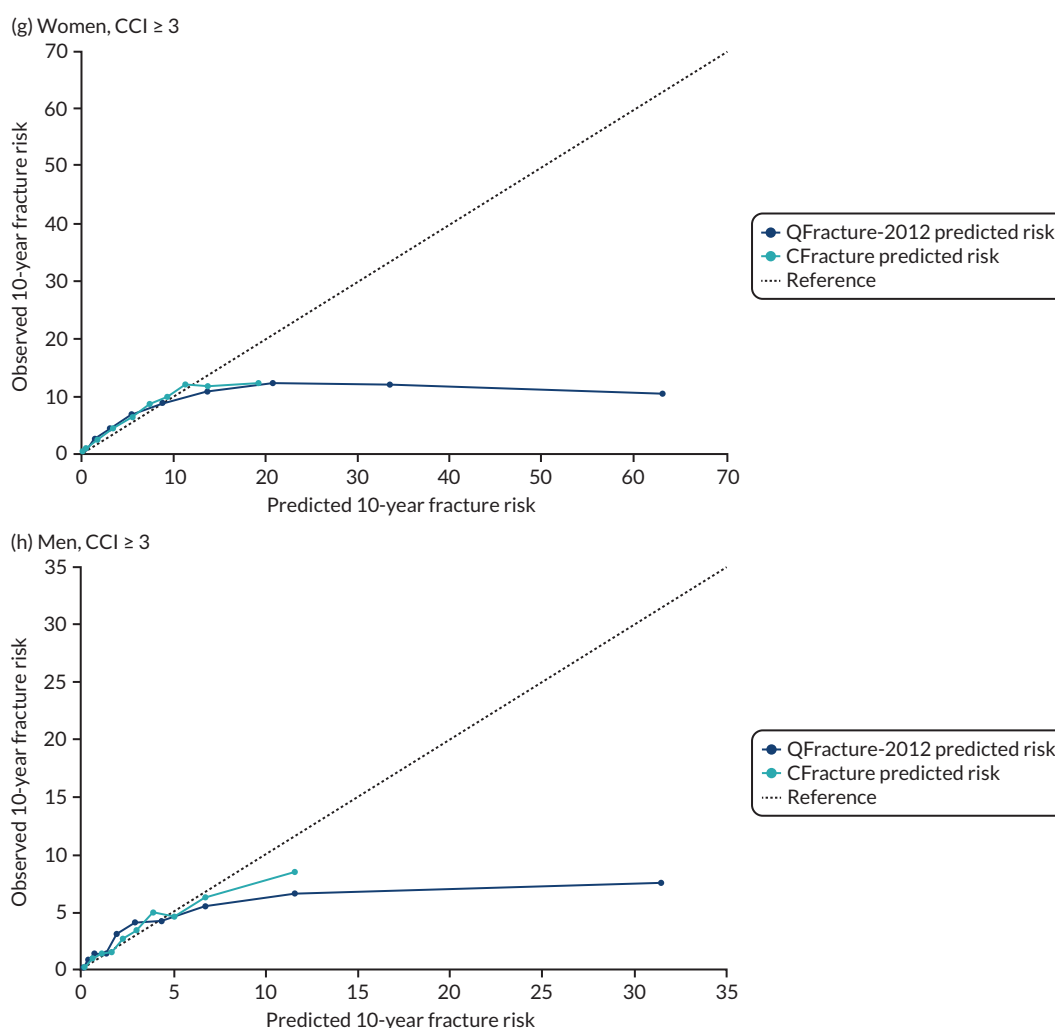 (g) Women, CCI ≥ 3
70
60
50
40
30
20
10
0
Observed 10-year fracture risk
0 10 20 30 40 50 60 70
Predicted 10-year fracture risk
QFracture-2012 predicted risk
CFracture predicted risk
Reference
(h) Men, CCI ≥ 3
35
30
25
20
15
10
5
0
Observed 10-year fracture risk
0 5 10 15 20 25 30 35
Predicted 10-year fracture risk
QFracture-2012 predicted risk
CFracture predicted risk
Reference